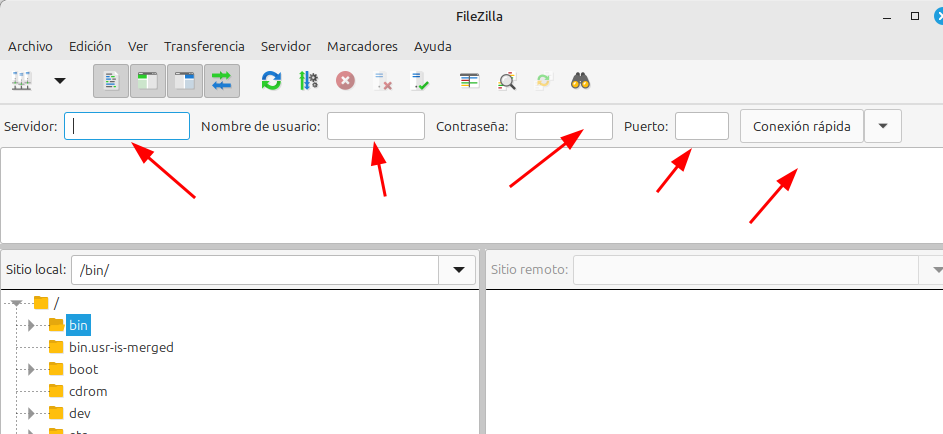 FileZilla
Archivo Edición Ver Transferencia Servidor Marcadores Ayuda
Servidor: Nombre de usuario: Contraseña: Puerto: Conexión rápida
Sitio local: /bin/ Sitio remoto:
/
bin
bin.usr-is-merged
boot
cdrom
dev